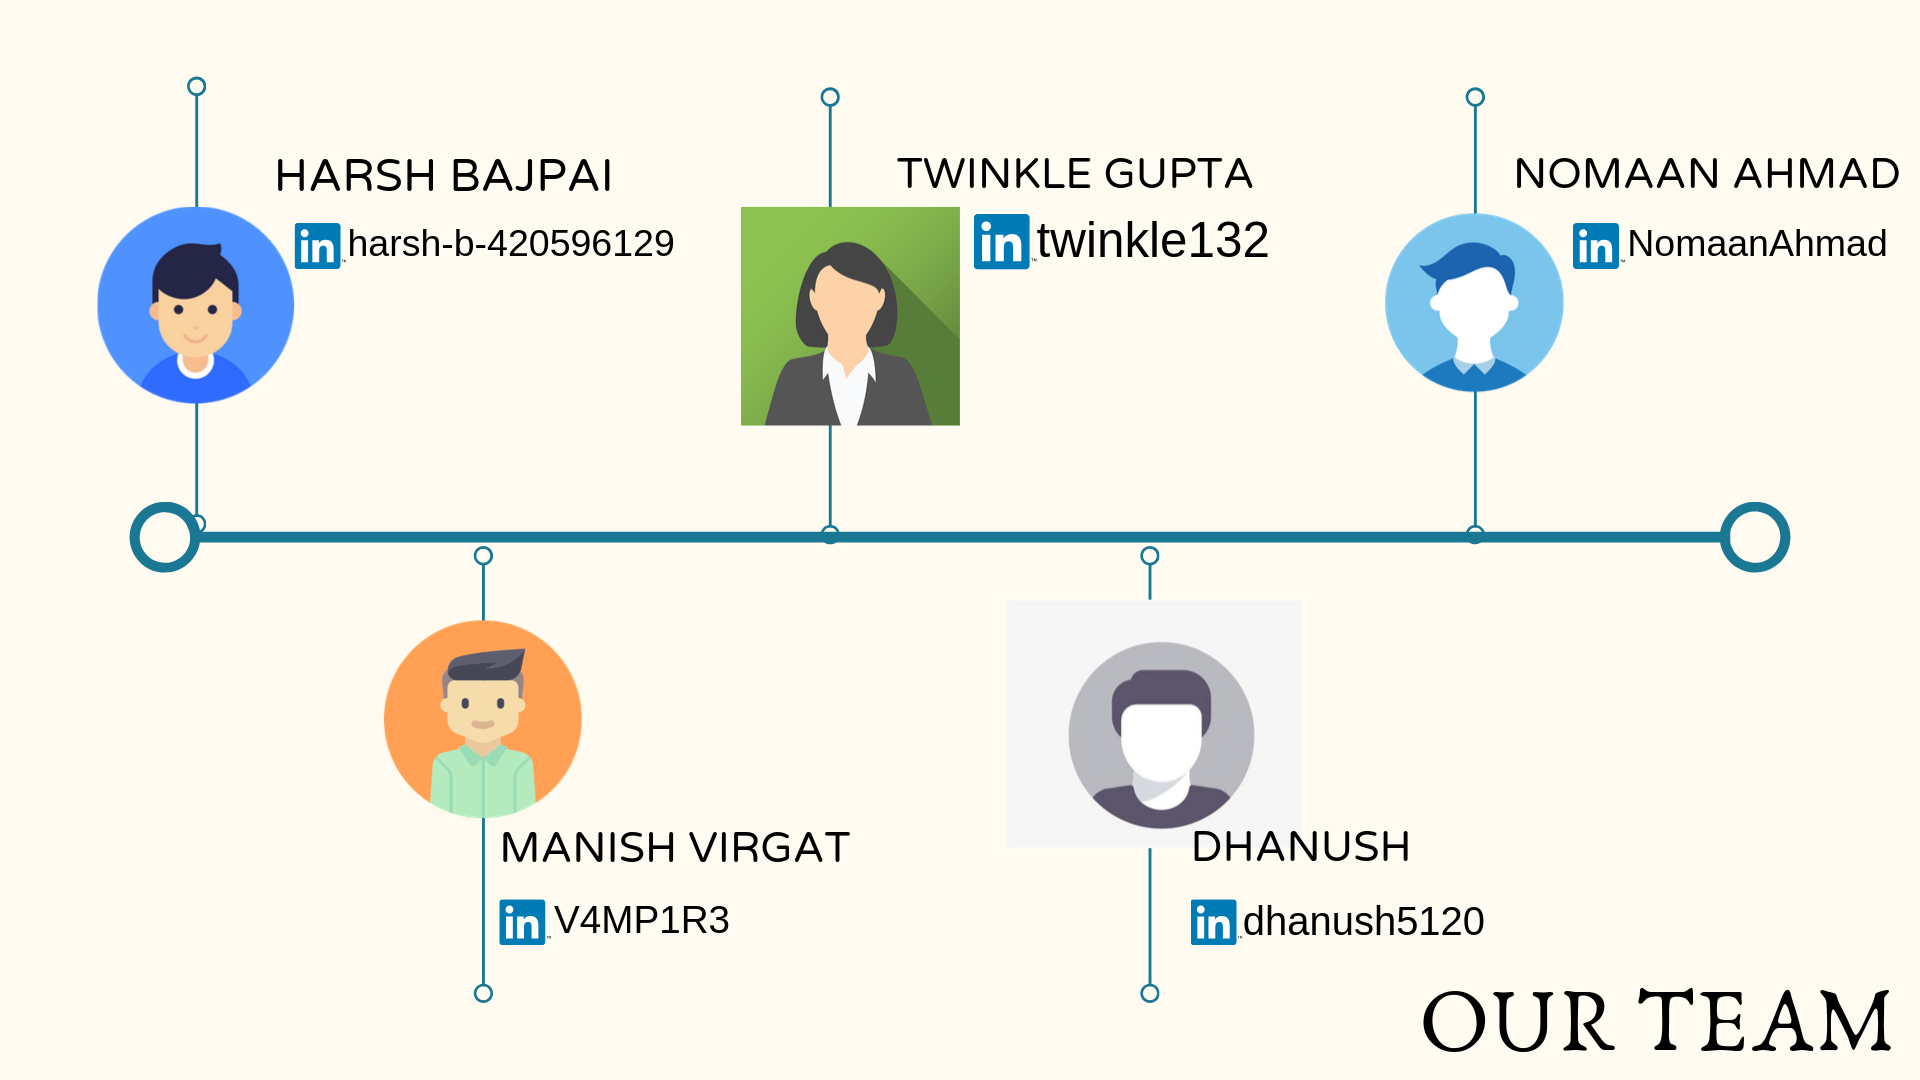 HARSH BAJPAI
in harsh-b-420596129
TWINKLE GUPTA
in twinkle132
NOMAAN AHMAD
in NomaanAhmad
MANISH VIRGAT
in V4MP1R3
DHANUSH
in dhanush5120
OUR TEAM